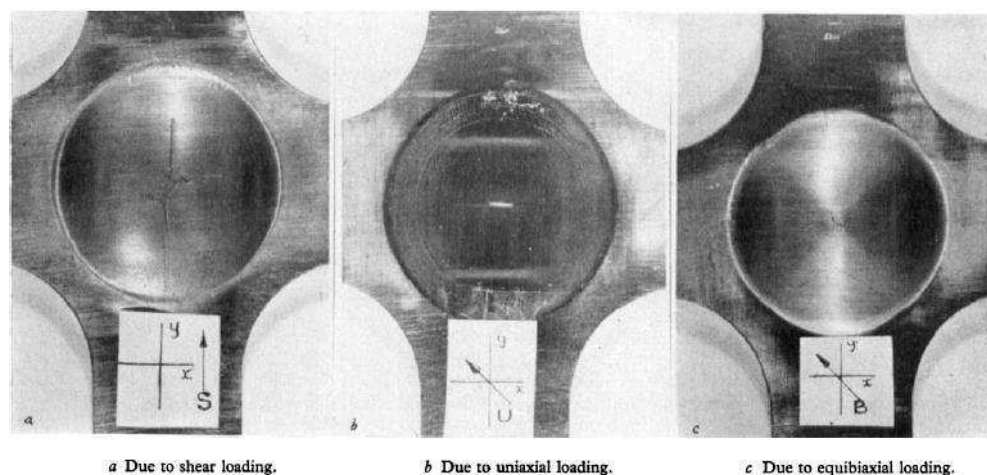 y
x
S
a
y
x
U
b
y
x
B
c
a Due to shear loading.
b Due to uniaxial loading.
c Due to equibiaxial loading.